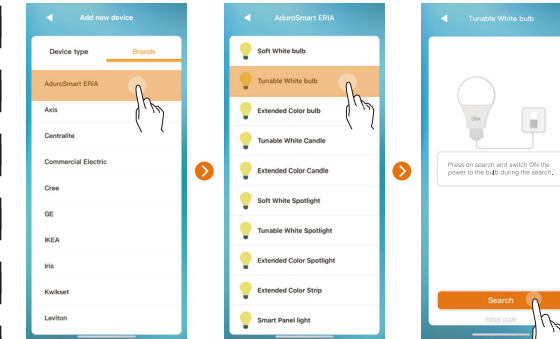 Add new device
Device type Brands
AduroSmart ERIA
Axis
Centralite
Commercial Electric
Cree
GE
IKEA
Iris
Kwikset
Leviton
AduroSmart ERIA
Soft White bulb
Tunable White bulb
Extended Color bulb
Tunable White Candle
Extended Color Candle
Soft White Spotlight
Tunable White Spotlight
Extended Color Spotlight
Extended Color Strip
Smart Panel light
Tunable White bulb
ERIA
Press on search and switch ON the
power to the bulb during the search.
Search
Install code